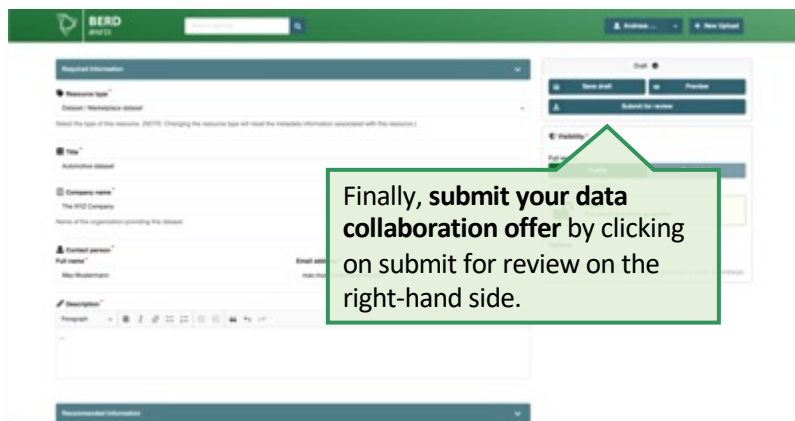 BERD
@NFDI
Andreas ...
New Upload
Required Information
Draft
Save draft
Preview
Submit for review
Resource type*
Dataset / Marketplace dataset
Select the type of this resource. (NOTE: Changing the resource type will reset the metadata information associated with this resource.)
Visibility*
Title*
Automotive dataset
Company name*
The XYZ Company
Name of the organization providing this dataset.
Contact person*
Full name*
Max Mustermann
Description*
Paragraph
...
Recommended information
Finally, submit your data
collaboration offer by clicking
on submit for review on the
right-hand side.